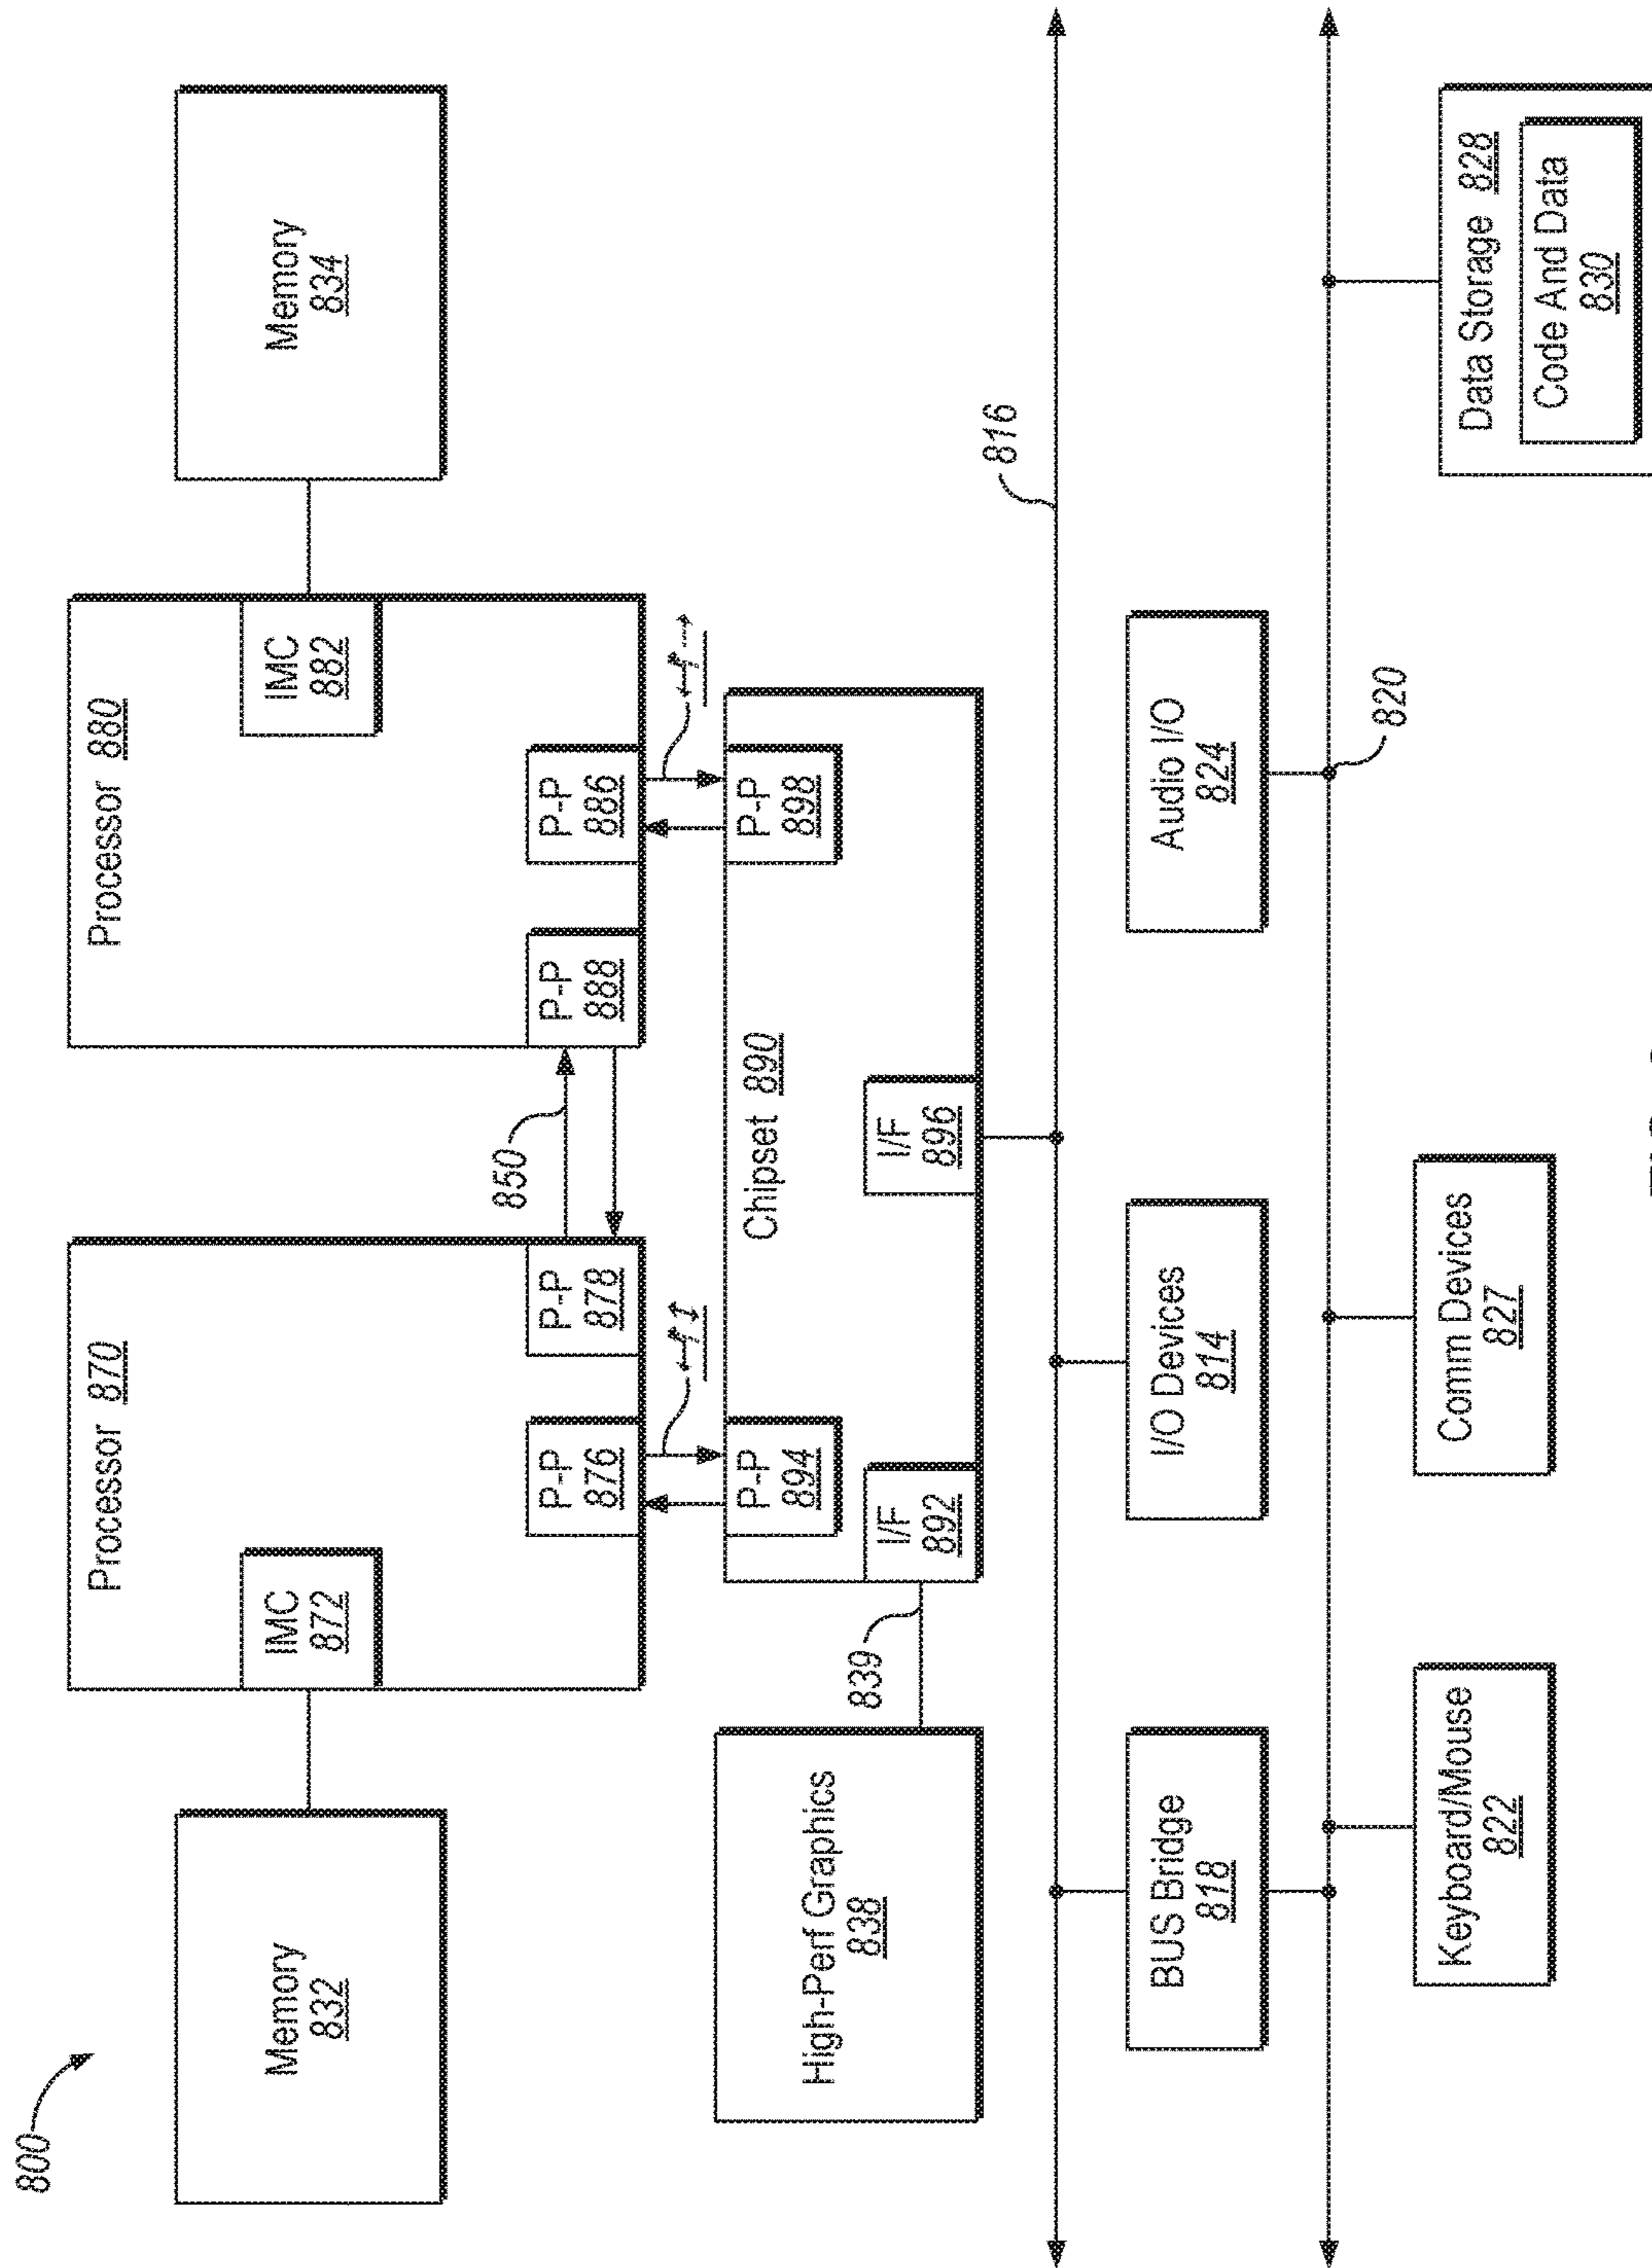 800
Memory
832
Processor 870
IMC
872
P-P
876
P-P
878
850
Processor 880
IMC
882
P-P
888
P-P
886
Memory
834
High-Perf Graphics
838
839
Chipset 890
P-P
894
P-P
898
I/F
892
I/F
896
816
BUS Bridge
818
I/O Devices
814
Audio I/O
824
820
Keyboard/Mouse
822
Comm Devices
827
Data Storage 828
Code And Data
830